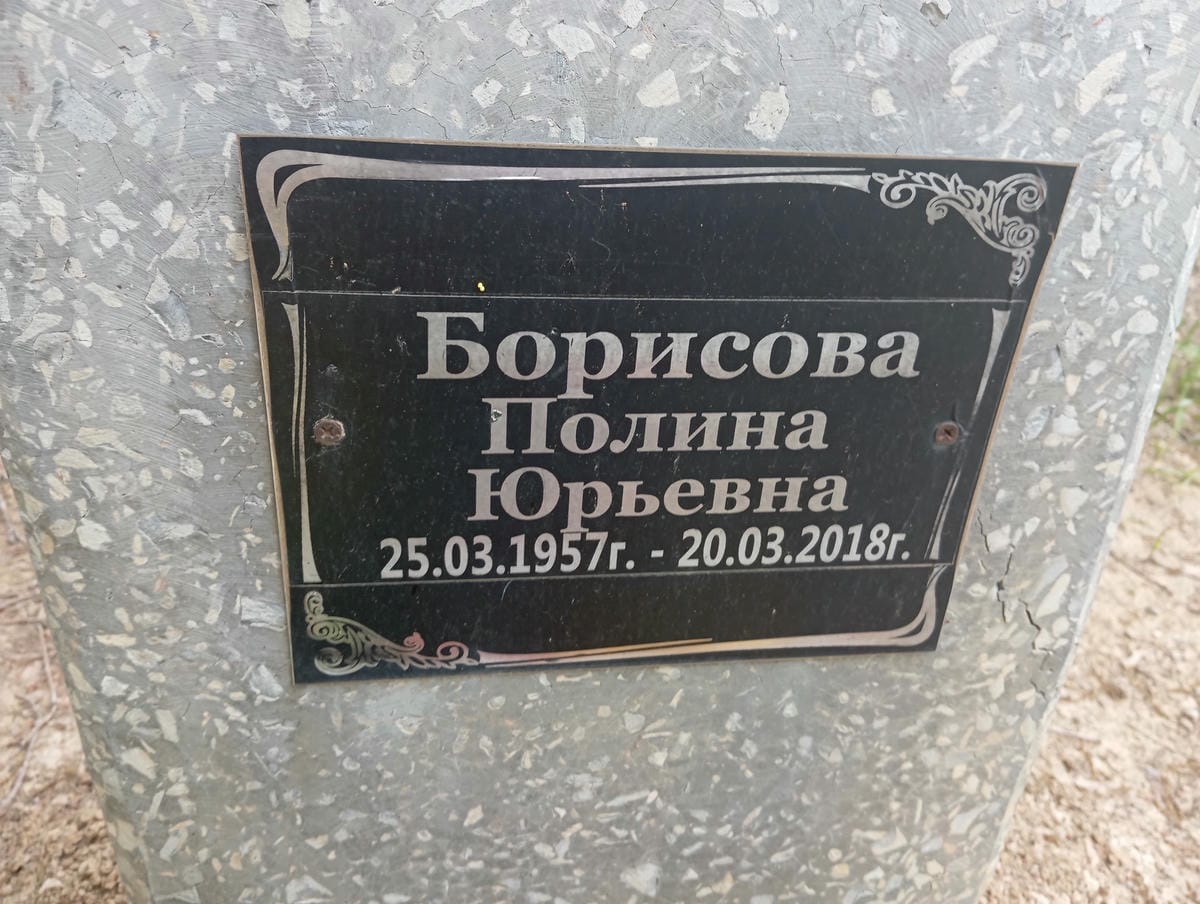 Борисова
Полина
Юрьевна
25.03.1957г. - 20.03.2018г.